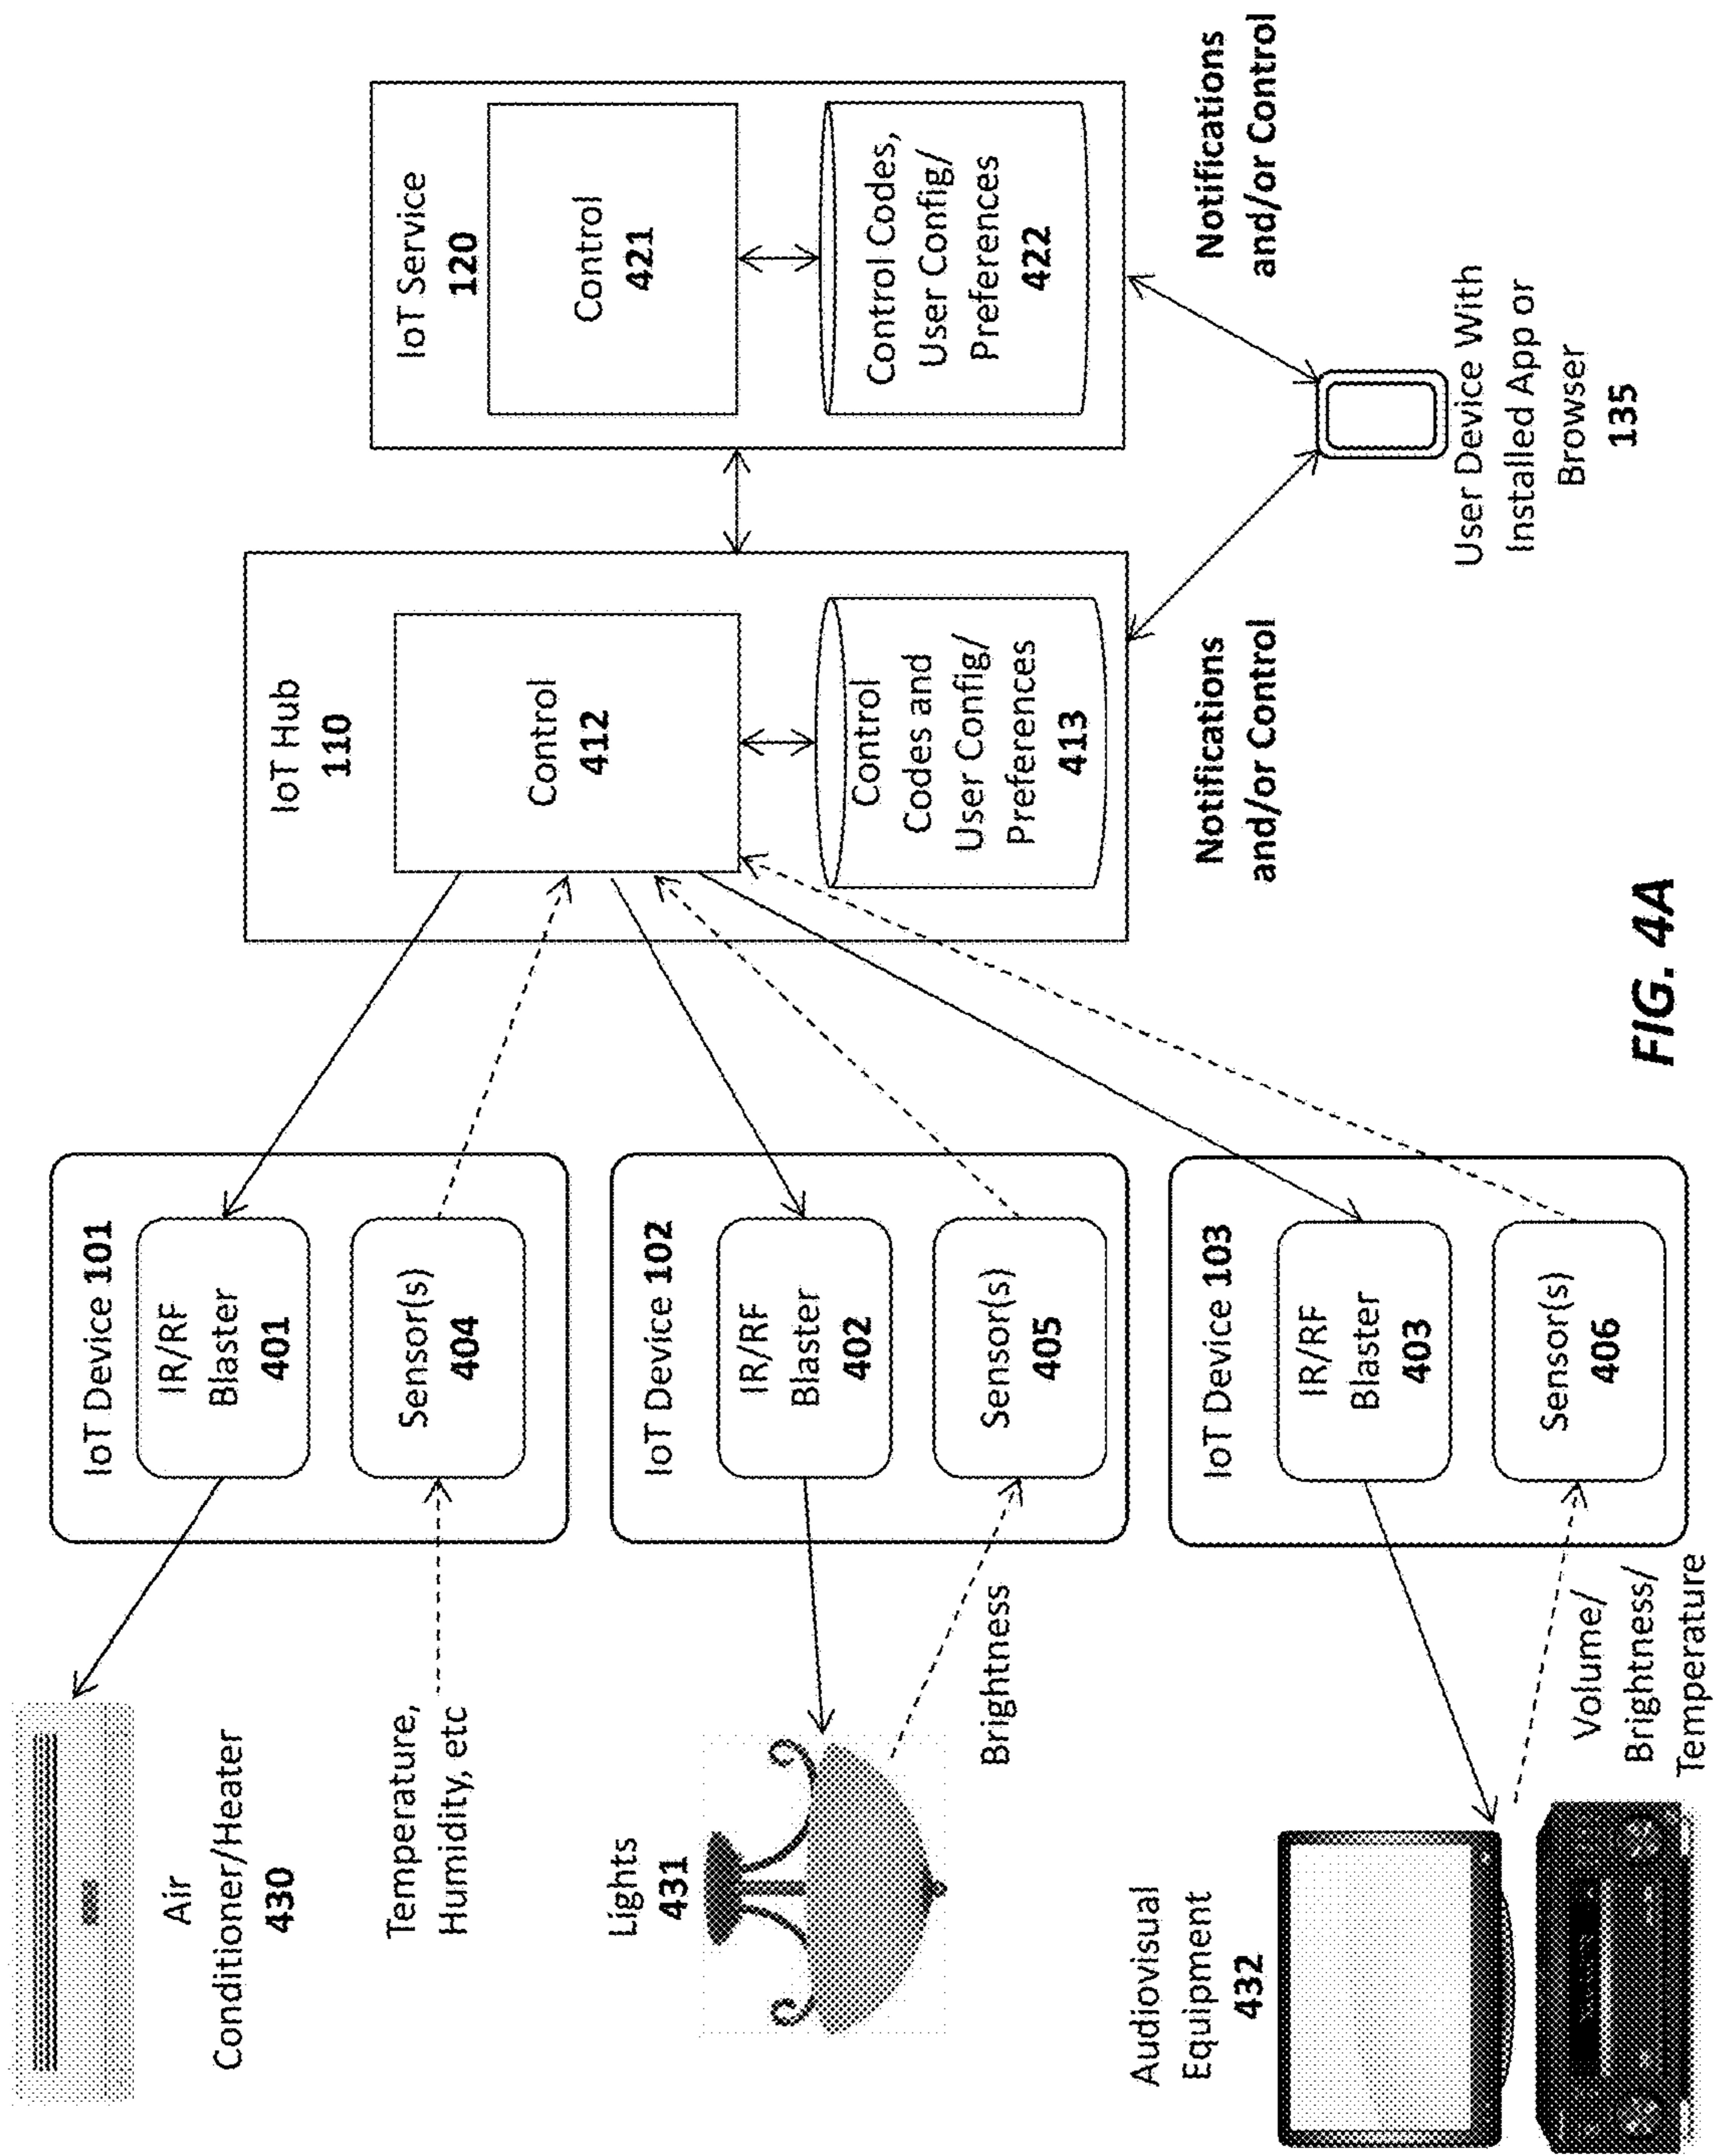 Air
Conditioner/Heater
430
Temperature,
Humidity, etc
Lights
431
Brightness
Audiovisual
Equipment
432
Volume/
Brightness/
Temperature
IoT Device 101
IR/RF
Blaster
401
Sensor(s)
404
IoT Device 102
IR/RF
Blaster
402
Sensor(s)
405
IoT Device 103
IR/RF
Blaster
403
Sensor(s)
406
IoT Hub
110
Control
412
Control
Codes and
User Config/
Preferences
413
Notifications
and/or Control
IoT Service
120
Control
421
Control Codes,
User Config/
Preferences
422
Notifications
and/or Control
User Device With
Installed App or
Browser
135
FIG. 4A